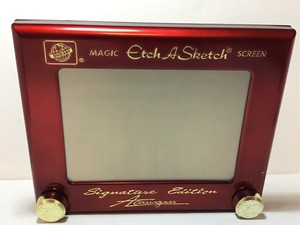 MAGIC Etch A Sketch® SCREEN
Signature Edition